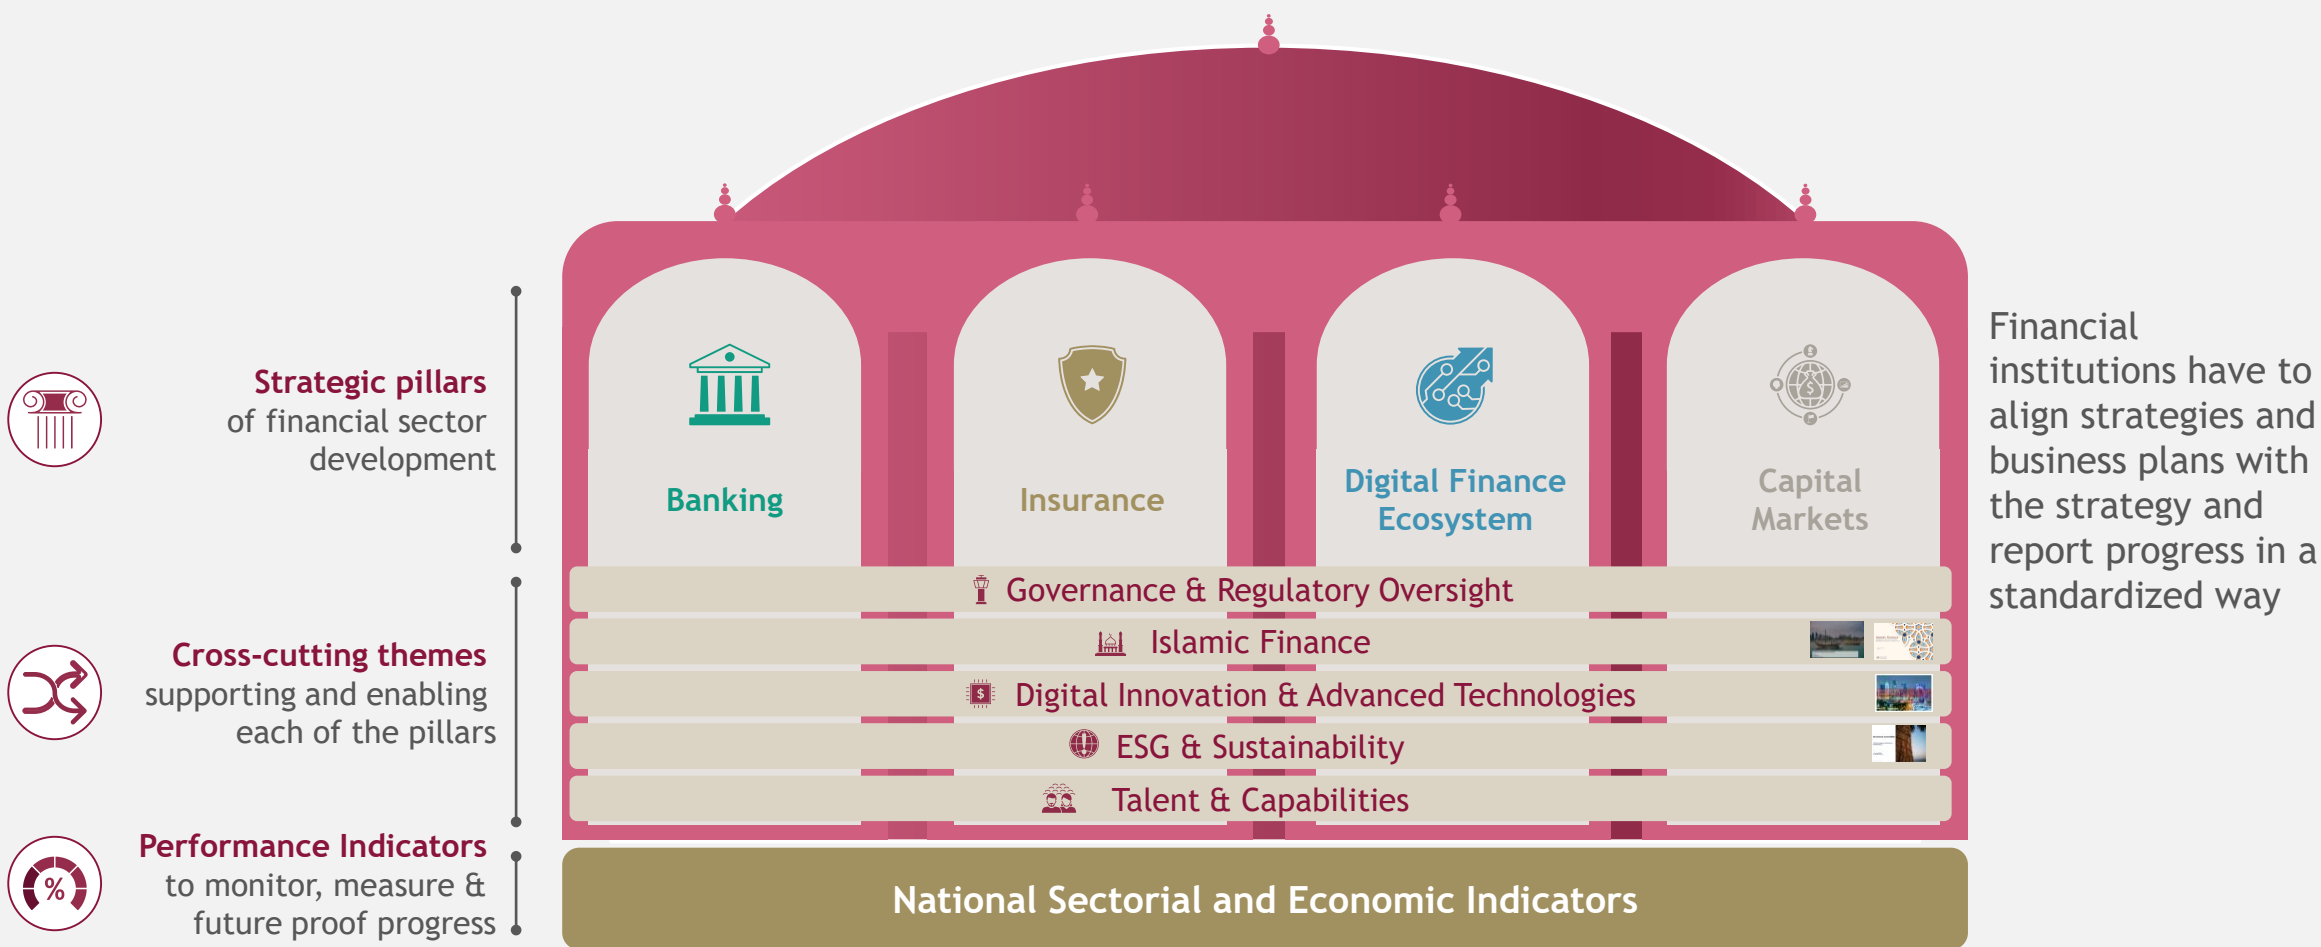 Strategic pillars
of financial sector
development
Cross-cutting themes
supporting and enabling
each of the pillars
Performance Indicators
to monitor, measure &
future proof progress
%
Banking
Insurance
Digital Finance
Ecosystem
Capital
Markets
$
Governance & Regulatory Oversight
Islamic Finance
$
Digital Innovation & Advanced Technologies
ESG & Sustainability
Talent & Capabilities
National Sectorial and Economic Indicators
Financial
institutions have to
align strategies and
business plans with
the strategy and
report progress in a
standardized way